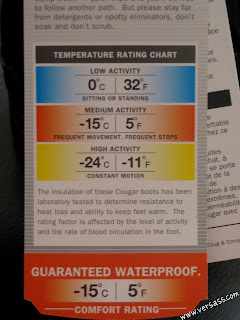 to follow another path. But please stay far
from detergents or spotty eliminators, don't
soak and don't scrub.
TEMPERATURE RATING CHART
LOW ACTIVITY
0°C | 32°F
SITTING OR STANDING
MEDIUM ACTIVITY
-15°C | 5°F
FREQUENT MOVEMENT, FREQUENT STOPS
HIGH ACTIVITY
-24°C | -11°F
CONSTANT MOTION
The insulation of these Cougar boots has been
laboratory tested to determine resistance to
heat loss and ability to keep feet warm. The
rating factor is affected by the level of activity
and the rate of blood circulation in the foot.
GUARANTEED WATERPROOF.
-15°C | 5°F
COMFORT RATING
www.versass.com